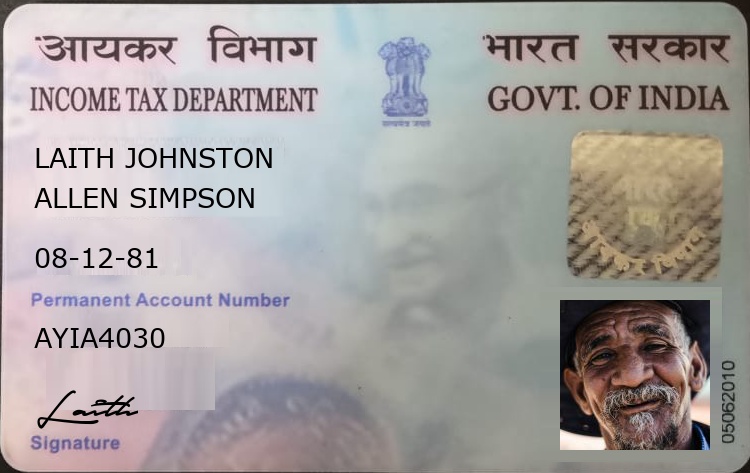 आयकर विभाग
भारत सरकार
INCOME TAX DEPARTMENT
GOVT. OF INDIA
सत्यमेव जयते
LAITH JOHNSTON
ALLEN SIMPSON
08-12-81
Permanent Account Number
AYIA4030
Laith
Signature
05062010